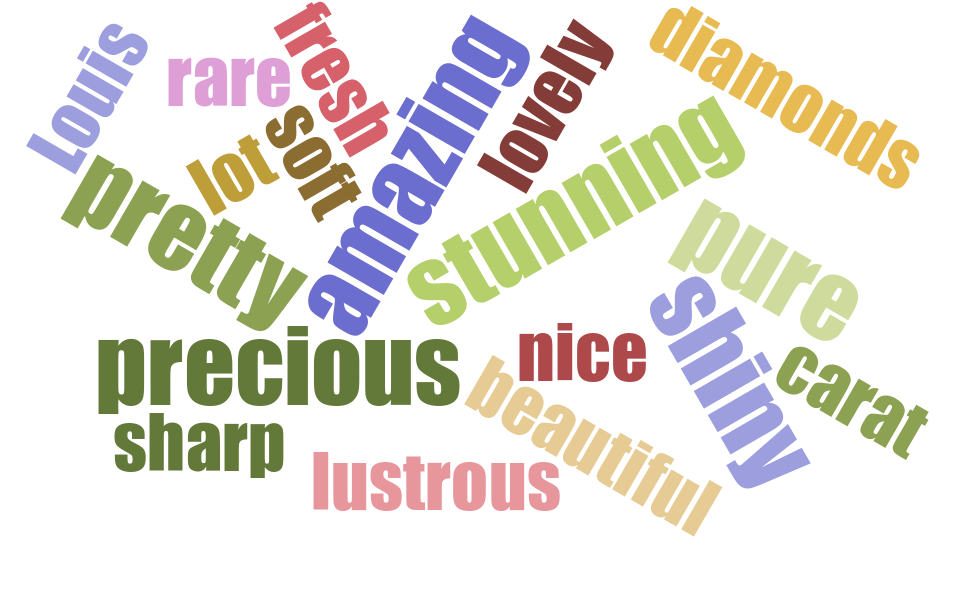 Louis
rare
fresh
amazing
lovely
diamonds
lot
soft
pretty
stunning
pure
precious
nice
shiny
carat
sharp
beautiful
lustrous